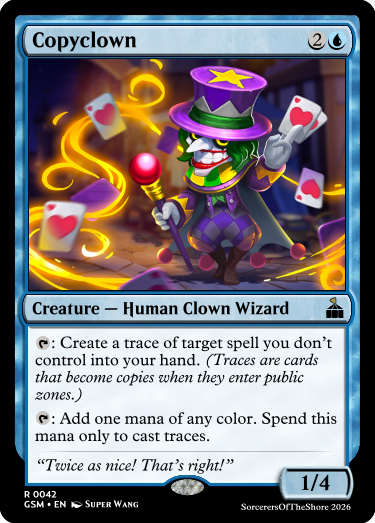 Copyclown 2
Creature — Human Clown Wizard
: Create a trace of target spell you don’t
control into your hand. (Traces are cards
that become copies when they enter public
zones.)
: Add one mana of any color. Spend this
mana only to cast traces.
“Twice as nice! That’s right!”
1/4
R 0042
GSM • EN Super Wang
SorcerersOfTheShore 2026